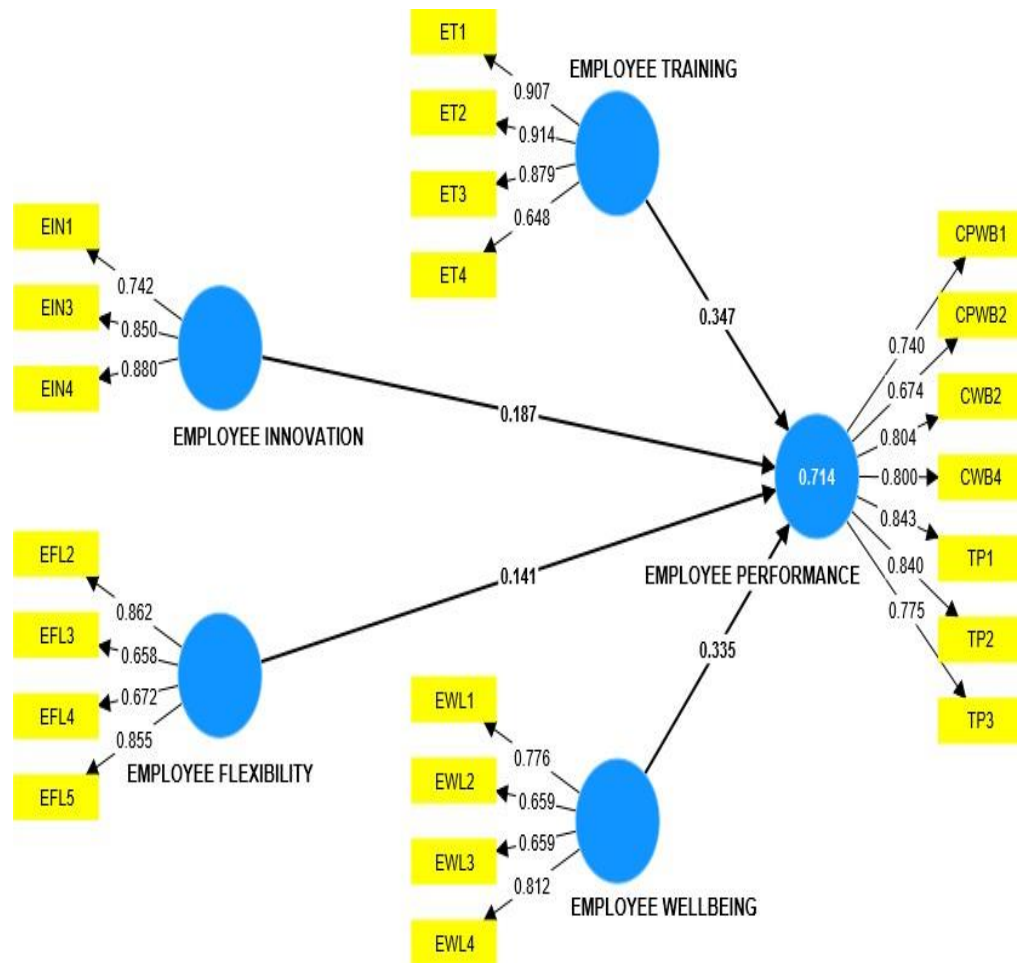 ET1
0.907
ET2
0.914
ET3
0.879
ET4
0.648
EMPLOYEE TRAINING
0.347
EIN1
0.742
EIN3
0.850
EIN4
0.880
EMPLOYEE INNOVATION
0.187
EFL2
0.862
EFL3
0.658
EFL4
0.672
EFL5
0.855
EMPLOYEE FLEXIBILITY
0.141
EWL1
0.776
EWL2
0.659
EWL3
0.659
EWL4
0.812
EMPLOYEE WELLBEING
0.335
0.714
EMPLOYEE PERFORMANCE
CPWB1
0.740
CPWB2
0.674
CWB2
0.804
CWB4
0.800
TP1
0.843
TP2
0.840
TP3
0.775